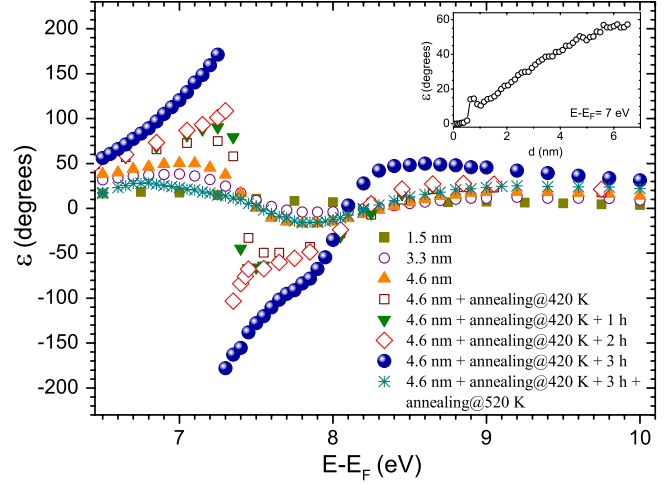 200
150
100
50
0
-50
-100
-150
-200
ε (degrees)
7
8
9
10
E-E_F (eV)
60
40
20
0
ε (degrees)
0
2
4
6
d (nm)
E-E_F= 7 eV
1.5 nm
3.3 nm
4.6 nm
4.6 nm + annealing@420 K
4.6 nm + annealing@420 K + 1 h
4.6 nm + annealing@420 K + 2 h
4.6 nm + annealing@420 K + 3 h
4.6 nm + annealing@420 K + 3 h +
annealing@520 K